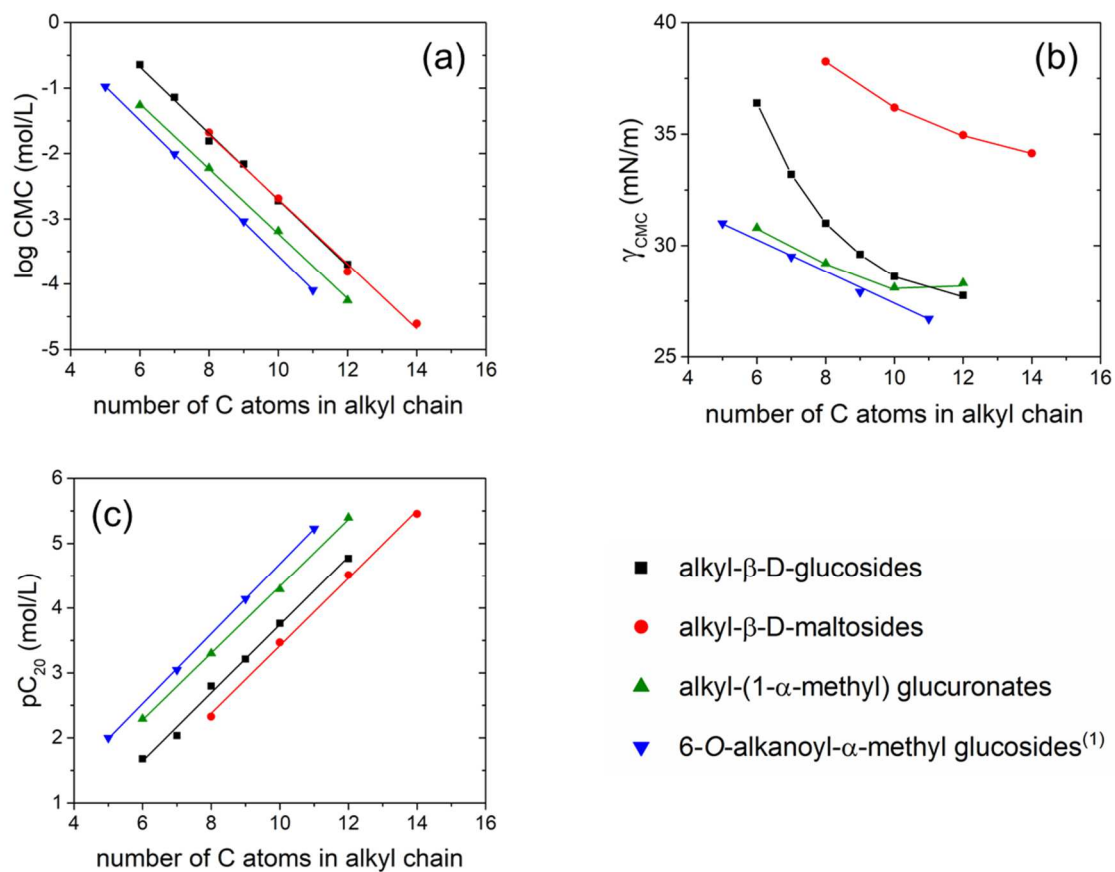 (a)
0
-1
-2
-3
-4
-5
log CMC (mol/L)
4 6 8 10 12 14 16
number of C atoms in alkyl chain
(b)
40
35
30
25
γCMC (mN/m)
4 6 8 10 12 14 16
number of C atoms in alkyl chain
(c)
6
5
4
3
2
1
pC20 (mol/L)
4 6 8 10 12 14 16
number of C atoms in alkyl chain
alkyl-β-D-glucosides
alkyl-β-D-maltosides
alkyl-(1-α-methyl) glucuronates
6-O-alkanoyl-α-methyl glucosides(1)